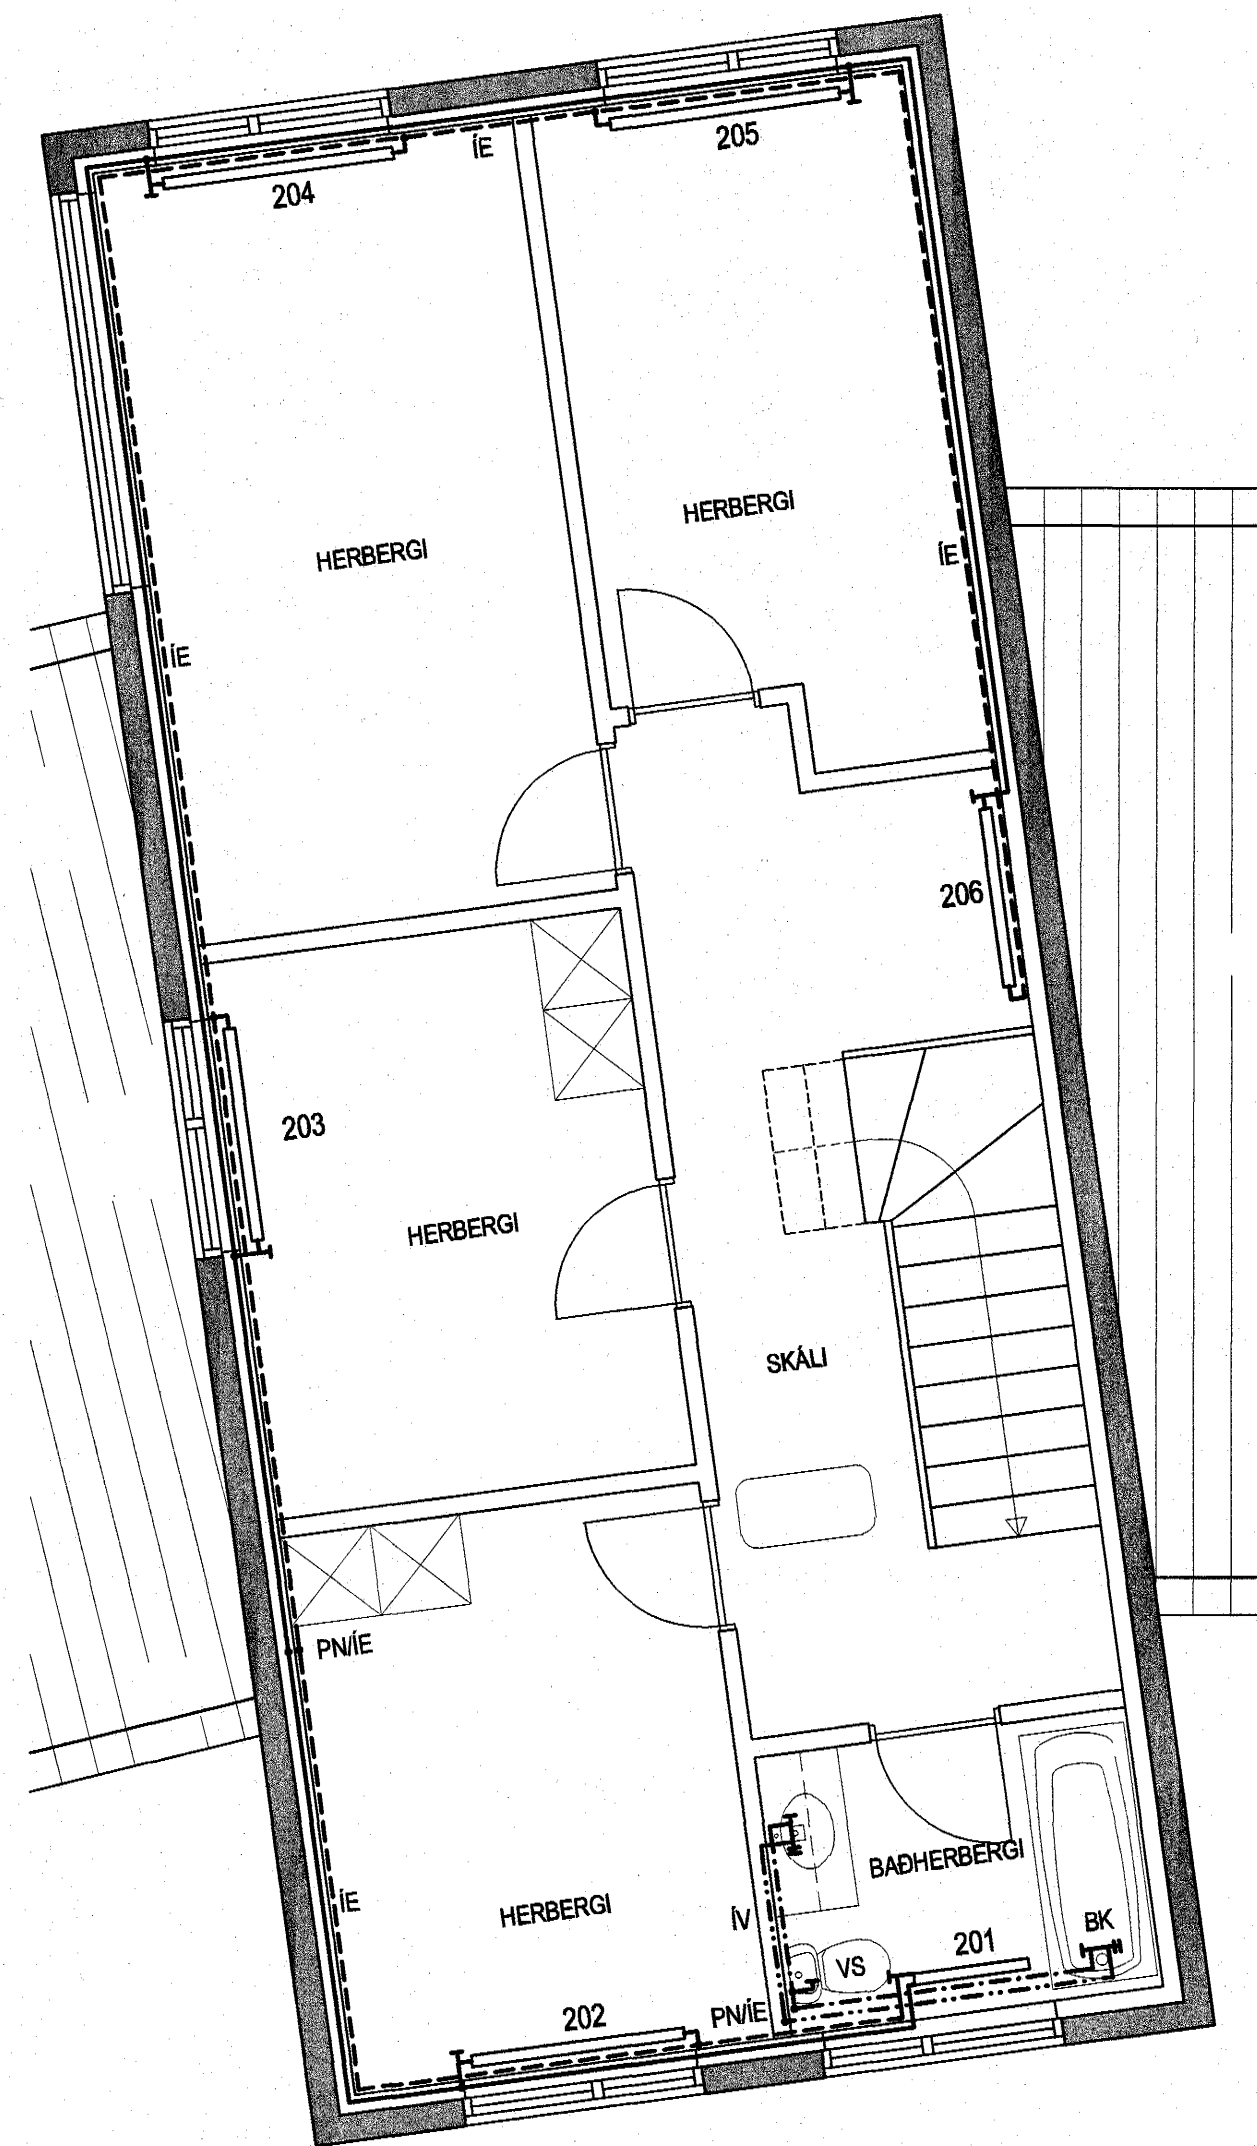 205
ÍE
204
HERBERGI
HERBERGI
ÍE
ÍE
206
203
HERBERGI
SKÁLI
PN/ÍE
BAÐHERBERGI
ÍE
HERBERGI
ÍV
BK
201
VS
202
PN/ÍE